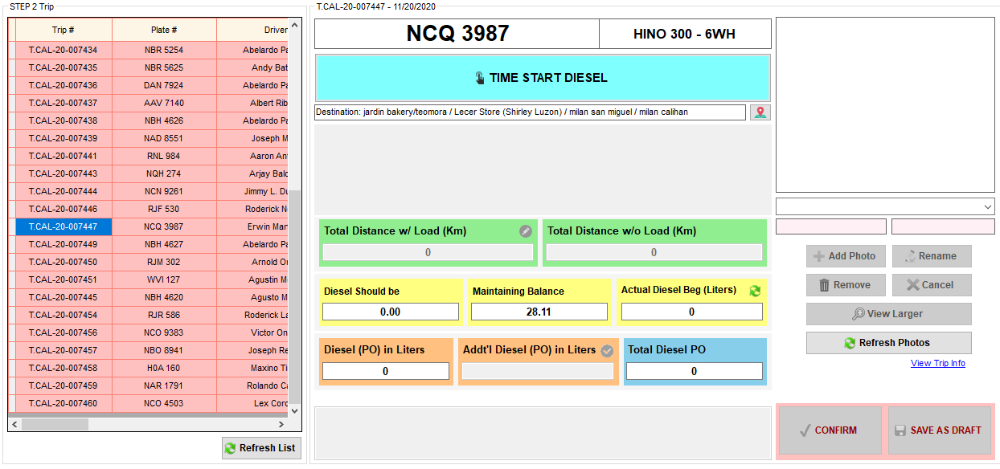 STEP 2 Trip
Trip # Plate # Driver
T.CAL-20-007434 NBR 5254 Abelardo Pa
T.CAL-20-007435 NBR 5625 Andy Bat
T.CAL-20-007436 DAN 7924 Abelardo Pa
T.CAL-20-007437 AAV 7140 Albert Rib
T.CAL-20-007438 NBH 4626 Abelardo Pa
T.CAL-20-007439 NAD 8551 Joseph M
T.CAL-20-007441 RNL 984 Aaron Ant
T.CAL-20-007443 NQH 274 Arjay Balc
T.CAL-20-007444 NCN 9261 Jimmy L. Du
T.CAL-20-007446 RJF 530 Roderick N
T.CAL-20-007447 NCQ 3987 Erwin Mar
T.CAL-20-007449 NBH 4627 Abelardo Pa
T.CAL-20-007450 RJM 302 Arnold Or
T.CAL-20-007451 WVI 127 Agustin M
T.CAL-20-007445 NBH 4620 Agusto M
T.CAL-20-007454 RJR 586 Roderick La
T.CAL-20-007456 NCO 9383 Victor On
T.CAL-20-007457 NBO 8941 Joseph Re
T.CAL-20-007458 H0A 160 Maxino Ti
T.CAL-20-007459 NAR 1791 Rolando Ca
T.CAL-20-007460 NCO 4503 Lex Corc
Refresh List
T.CAL-20-007447 - 11/20/2020
NCQ 3987 HINO 300 - 6WH
TIME START DIESEL
Destination: jardin bakery/teomora / Lecer Store (Shirley Luzon) / milan san miguel / milan calihan
Total Distance w/ Load (Km) Total Distance w/o Load (Km)
0 0
Diesel Should be Maintaining Balance Actual Diesel Beg (Liters)
0.00 28.11 0
Diesel (PO) in Liters Addt'l Diesel (PO) in Liters Total Diesel PO
0 0
Add Photo Rename
Remove Cancel
View Larger
Refresh Photos
View Trip Info
CONFIRM SAVE AS DRAFT